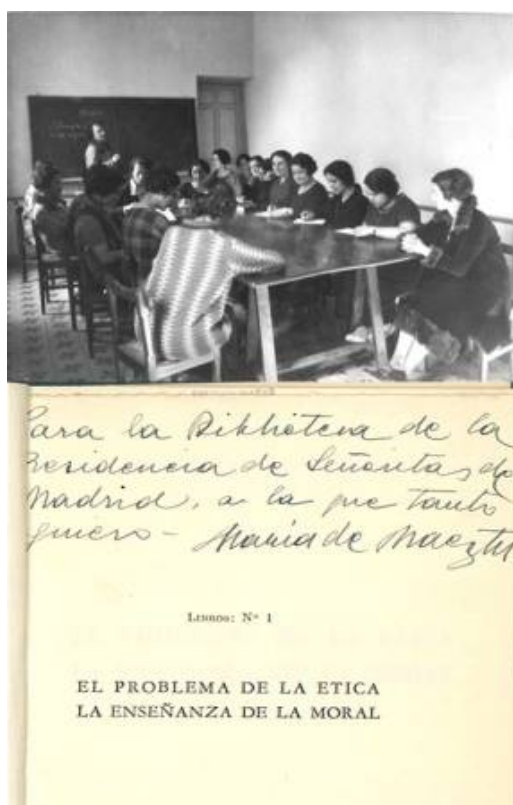 Para la Biblioteca de la
Residencia de Señoritas de
Madrid, a la que tanto
quiero - María de Maeztu
LIBROS: Nº 1
EL PROBLEMA DE LA ETICA
LA ENSEÑANZA DE LA MORAL